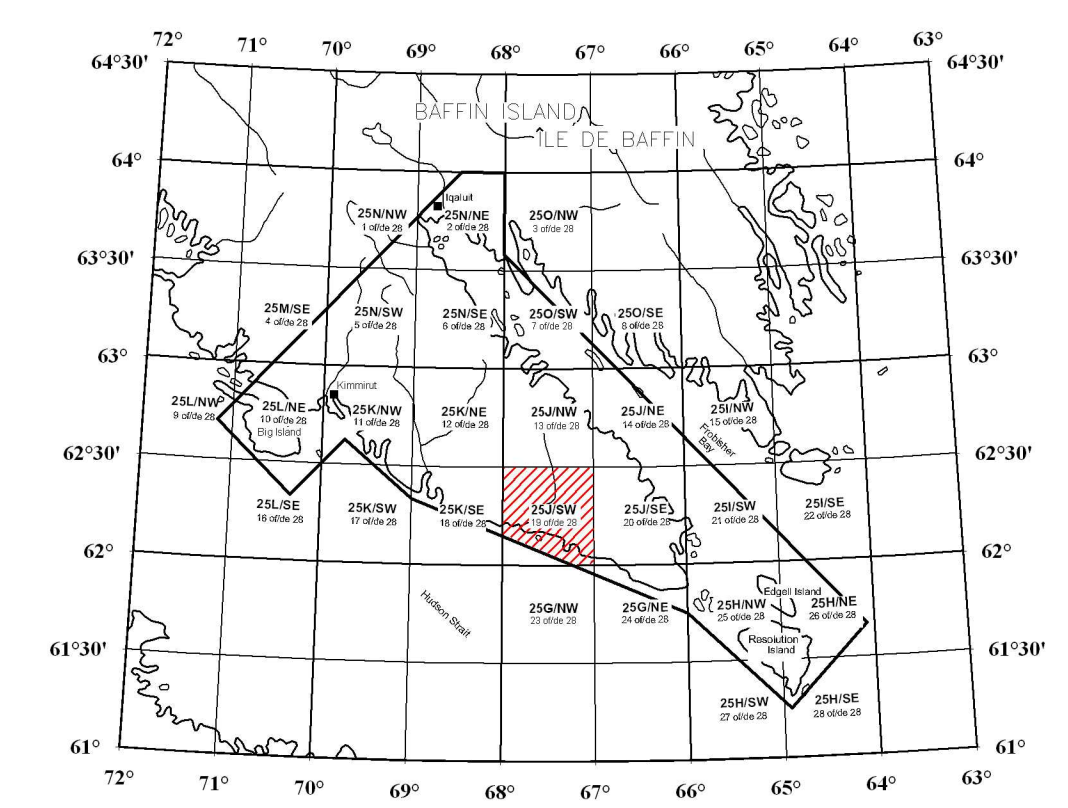 72°
71°
70°
69°
68°
67°
66°
65°
64°
63°
64°30'
64°30'
BAFFIN ISLAND
ÎLE DE BAFFIN
64°
64°
Iqaluit
25N/NW
1 of/de 28
25N/NE
2 of/de 28
25O/NW
3 of/de 28
63°30'
63°30'
25M/SE
4 of/de 28
25N/SW
5 of/de 28
25N/SE
6 of/de 28
25O/SW
7 of/de 28
25O/SE
8 of/de 28
63°
63°
Kimmirut
25L/NW
9 of/de 28
25L/NE
10 of/de 28
Big Island
25K/NW
11 of/de 28
25K/NE
12 of/de 28
25J/NW
13 of/de 28
25J/NE
14 of/de 28
25I/NW
15 of/de 28
Frobisher
Bay
62°30'
62°30'
25L/SE
16 of/de 28
25K/SW
17 of/de 28
25K/SE
18 of/de 28
25J/SW
19 of/de 28
25J/SE
20 of/de 28
25I/SW
21 of/de 28
25I/SE
22 of/de 28
62°
62°
Hudson Strait
25G/NW
23 of/de 28
25G/NE
24 of/de 28
Edgell Island
25H/NW
25 of/de 28
25H/NE
26 of/de 28
Resolution
Island
61°30'
61°30'
25H/SW
27 of/de 28
25H/SE
28 of/de 28
61°
61°
72°
71°
70°
69°
68°
67°
66°
65°
64°
63°